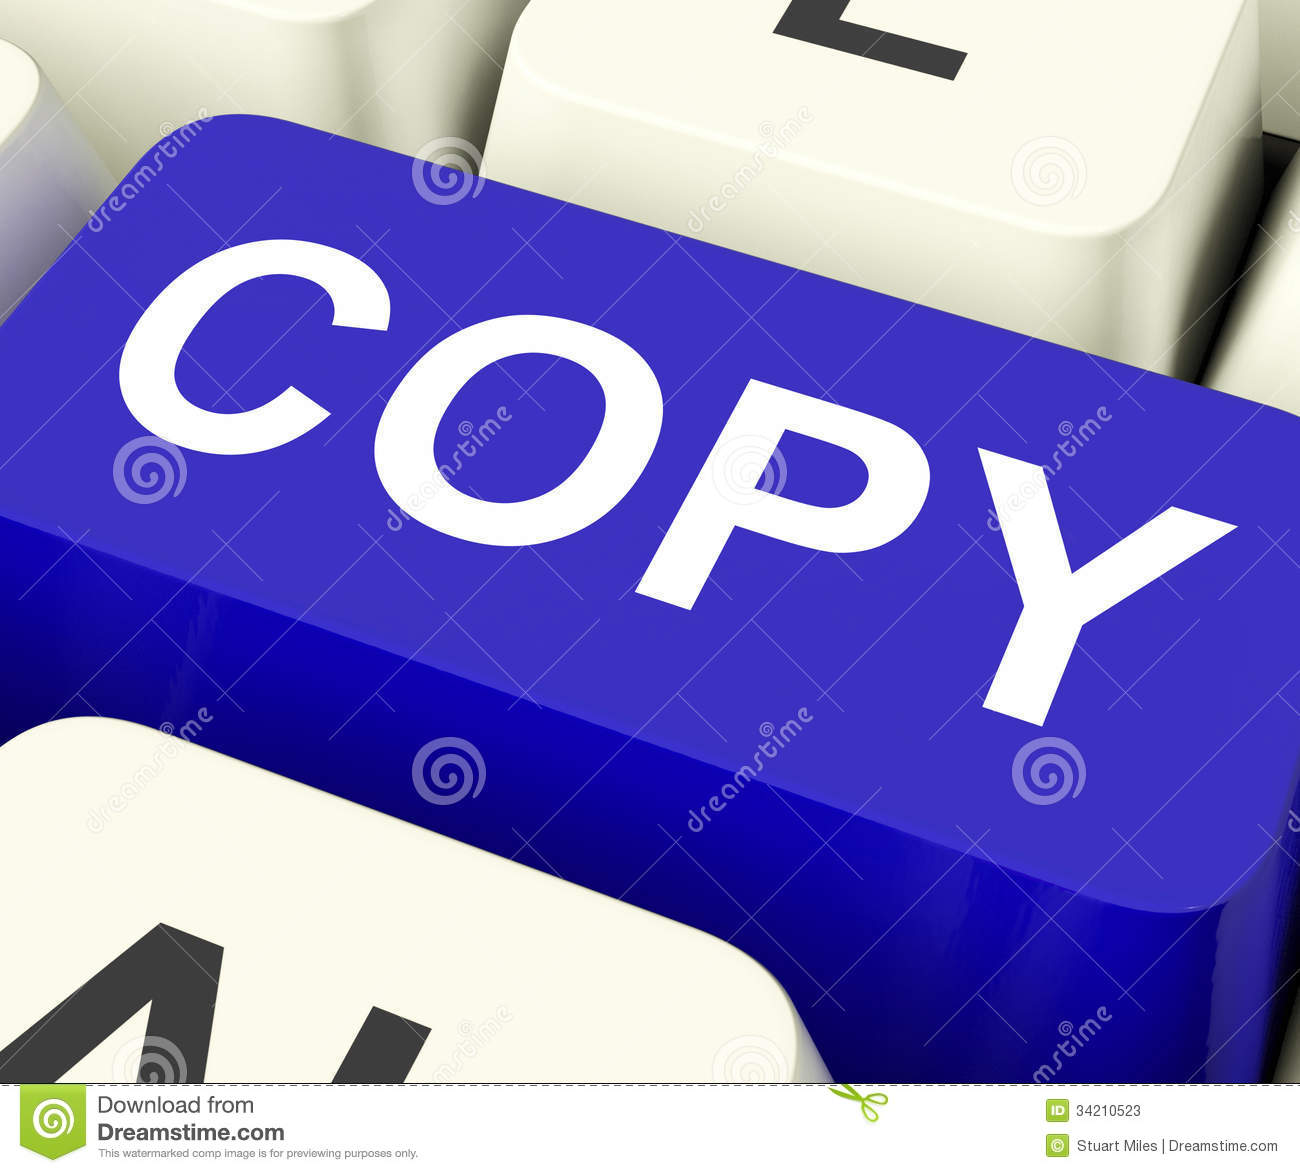 L
COPY
N
Download from
Dreamstime.com
This watermarked comp image is for previewing purposes only.
ID 34210523
© Stuart Miles | Dreamstime.com
dreamstime